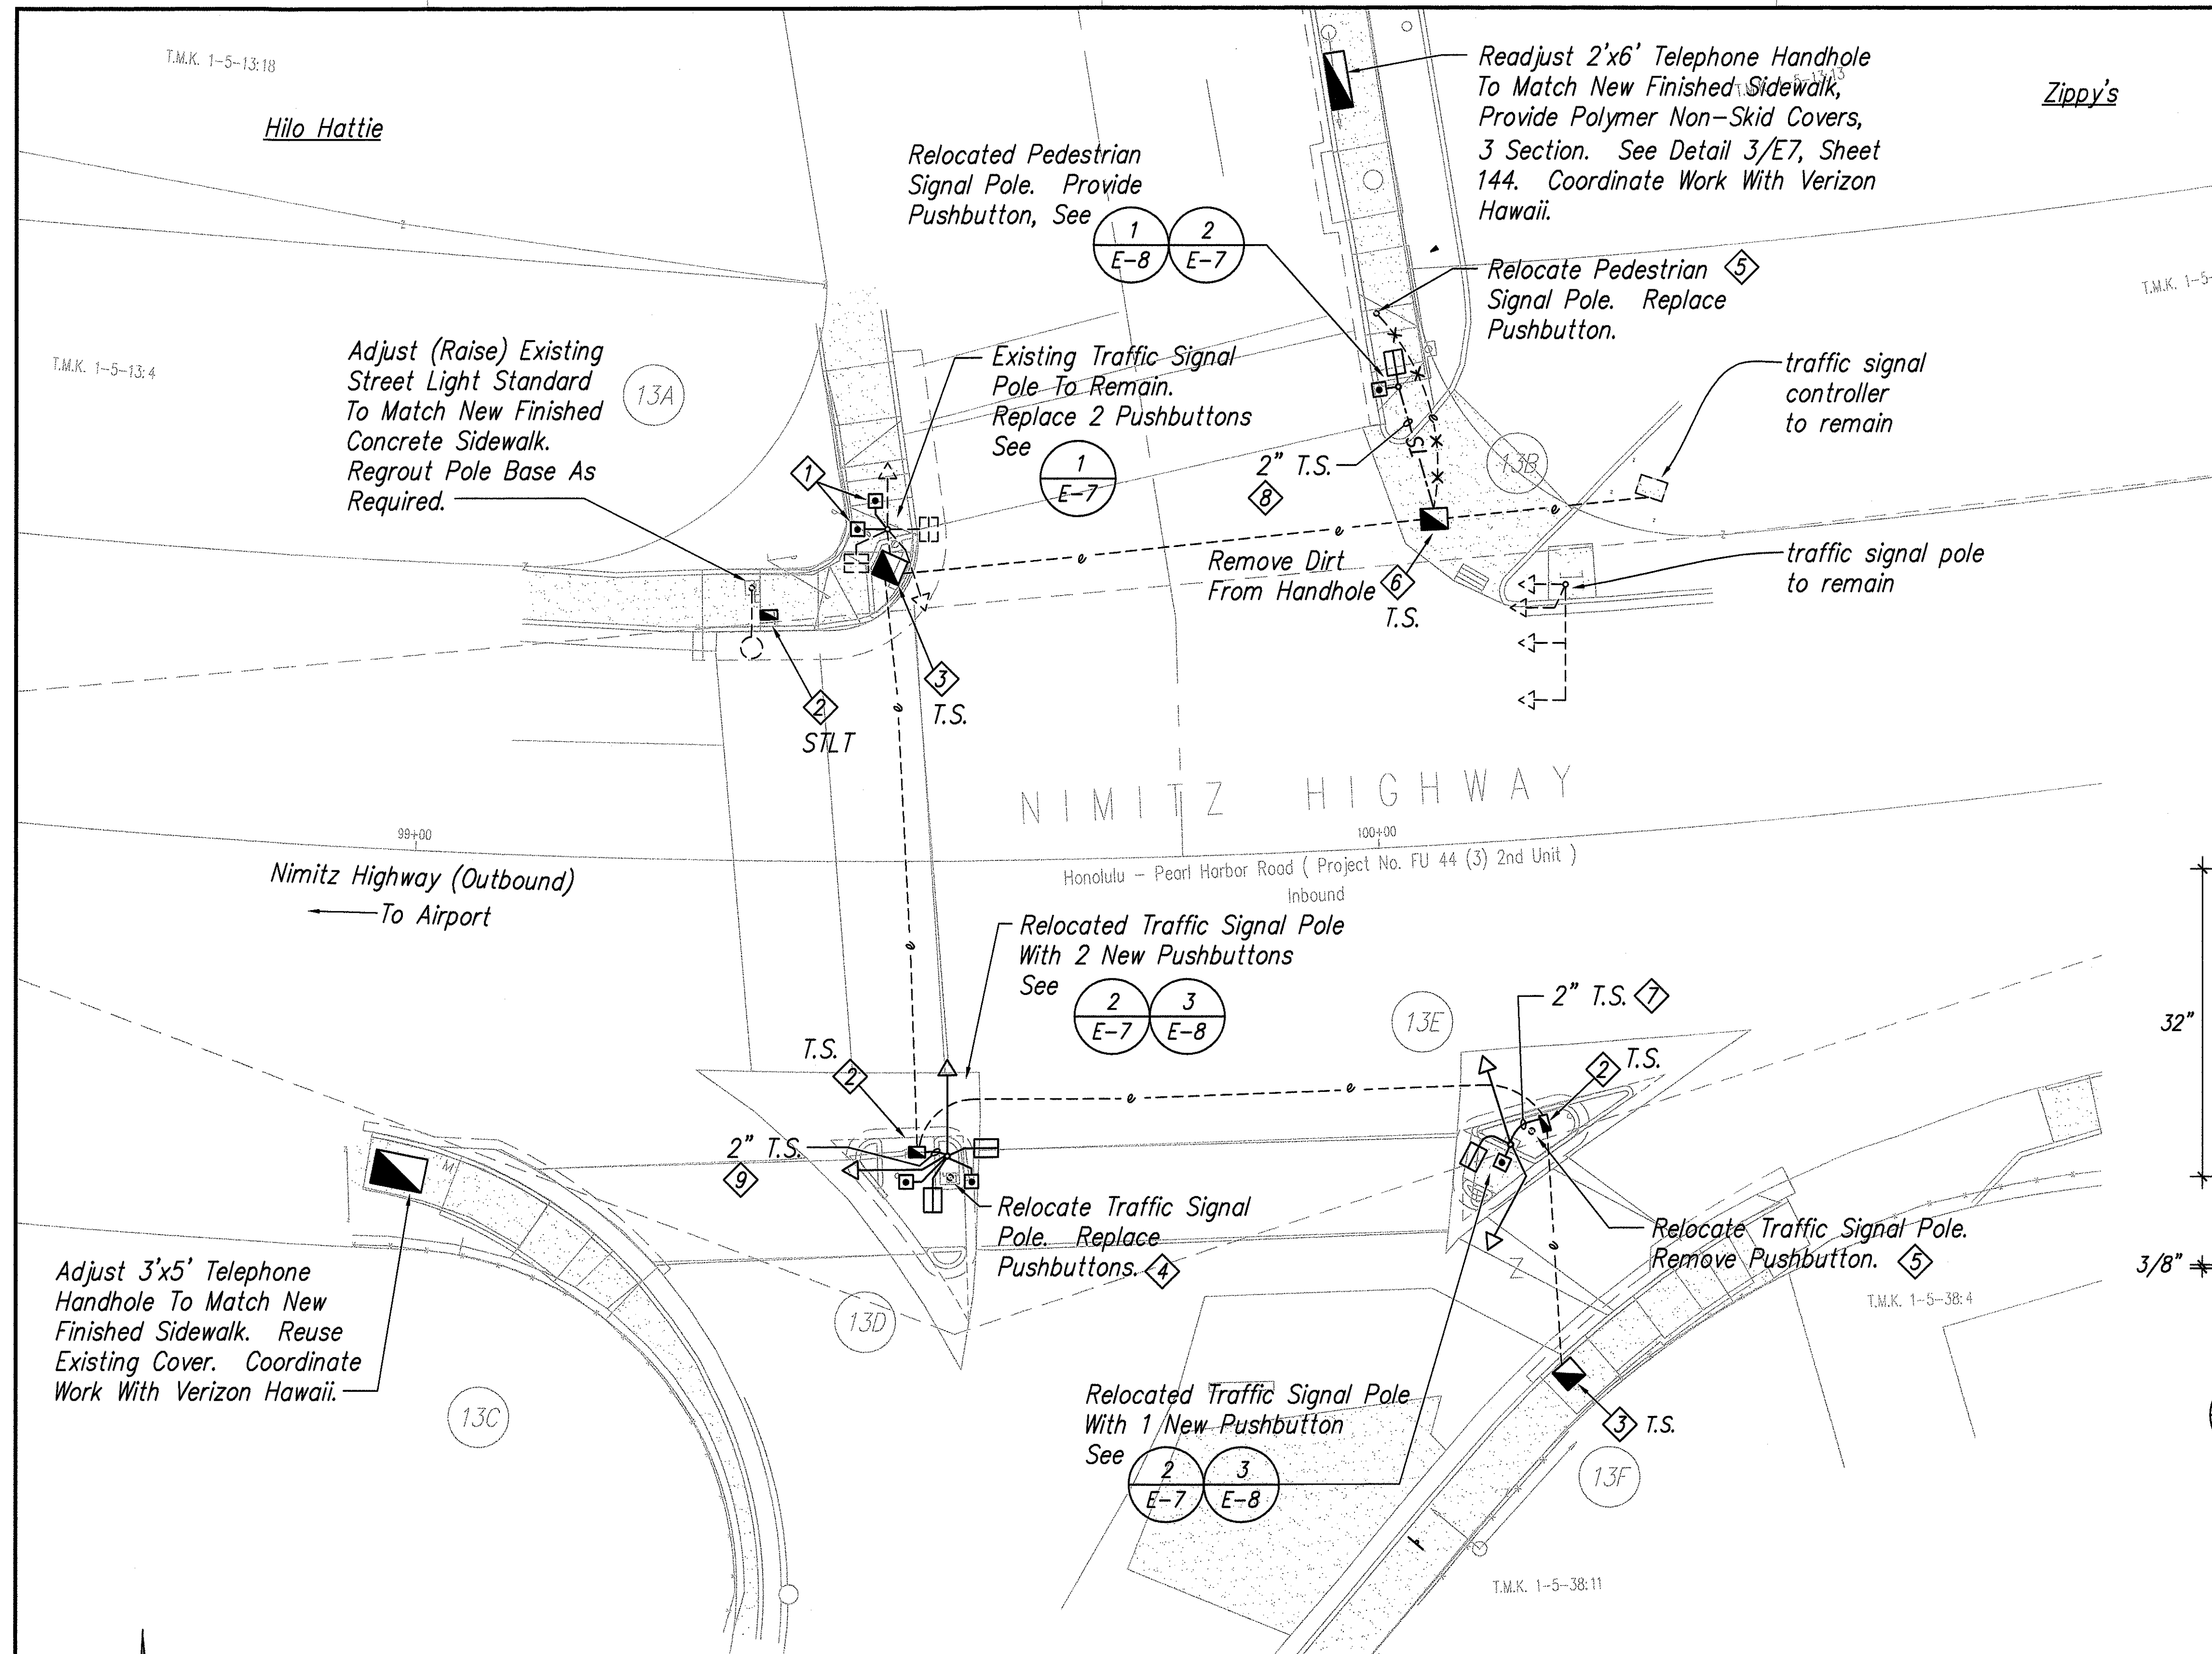 T.M.K. 1-5-13:18
Hilo Hattie
Readjust 2'x6' Telephone Handhole
To Match New Finished Sidewalk,
Provide Polymer Non-Skid Covers,
3 Section. See Detail 3/E7, Sheet
144. Coordinate Work With Verizon
Hawaii.
Zippy's
Relocated Pedestrian
Signal Pole. Provide
Pushbutton, See
1
E-8
2
E-7
Relocate Pedestrian 5
Signal Pole. Replace
Pushbutton.
T.M.K. 1-5-
T.M.K. 1-5-13:4
Adjust (Raise) Existing
Street Light Standard
To Match New Finished
Concrete Sidewalk.
Regrout Pole Base As
Required.
13A
Existing Traffic Signal
Pole To Remain.
Replace 2 Pushbuttons
See
1
E-7
traffic signal
controller
to remain
1
2" T.S.
8
13B
Remove Dirt
From Handhole 6
T.S.
traffic signal pole
to remain
3
T.S.
2
STLT
NIMITZ HIGHWAY
99+00
100+00
Honolulu - Pearl Harbor Road ( Project No. FU 44 (3) 2nd Unit )
Inbound
Nimitz Highway (Outbound)
To Airport
Relocated Traffic Signal Pole
With 2 New Pushbuttons
See
2
E-7
3
E-8
13E
2" T.S. 7
32"
T.S.
2
2 T.S.
2" T.S.
9
Relocate Traffic Signal
Pole. Replace
Pushbuttons. 4
Relocate Traffic Signal Pole.
Remove Pushbutton. 5
3/8"
T.M.K. 1-5-38:4
13D
Adjust 3'x5' Telephone
Handhole To Match New
Finished Sidewalk. Reuse
Existing Cover. Coordinate
Work With Verizon Hawaii.
13C
Relocated Traffic Signal Pole
With 1 New Pushbutton
See
2
E-7
3
E-8
3 T.S.
13F
T.M.K. 1-5-38:11